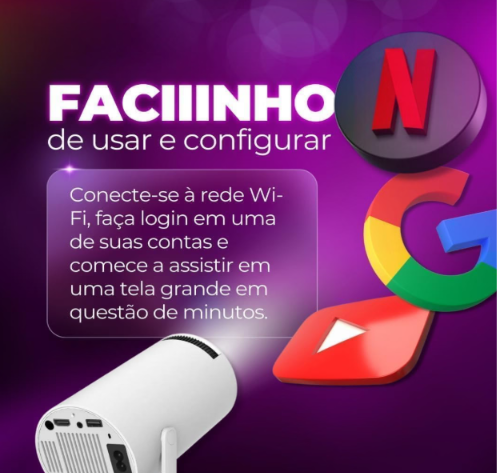 FACIIINHO
de usar e configurar
Conecte-se à rede Wi-
Fi, faça login em uma
de suas contas e
comece a assistir em
uma tela grande em
questão de minutos.
N
G